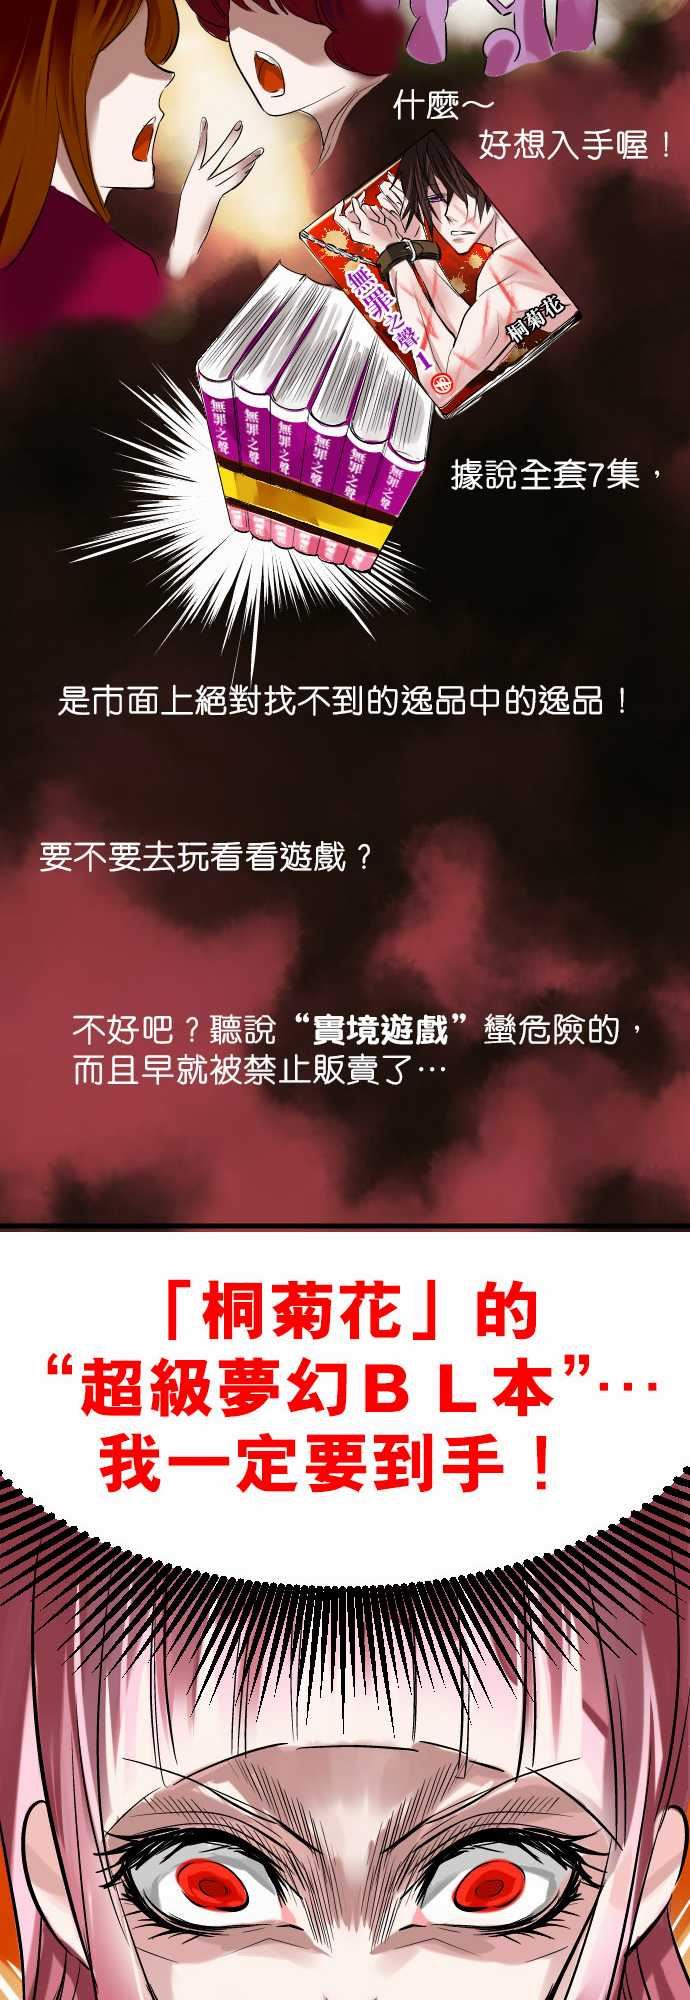 什麼～
好想入手喔！
無罪之聲1
桐菊花
無罪之聲
無罪之聲
無罪之聲
無罪之聲
無罪之聲
無罪之聲
據說全套7集，
是市面上絕對找不到的逸品中的逸品！
要不要去玩看看遊戲？
不好吧？聽說“實境遊戲”蠻危險的，
而且早就被禁止販賣了…
「桐菊花」的
“超級夢幻ＢＬ本”…
我一定要到手！